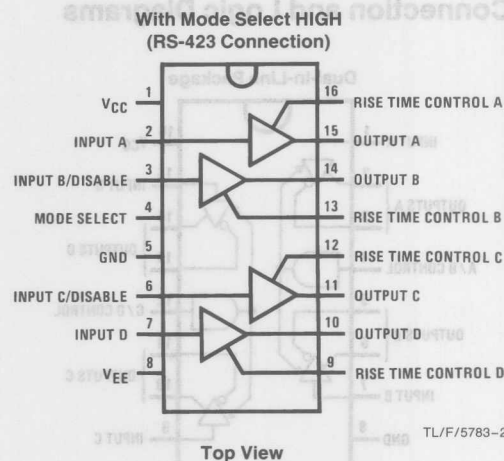 With Mode Select HIGH
(RS-423 Connection)
VCC
1
16
RISE TIME CONTROL A
INPUT A
2
15
OUTPUT A
INPUT B/DISABLE
3
14
OUTPUT B
MODE SELECT
4
13
RISE TIME CONTROL B
GND
5
12
RISE TIME CONTROL C
INPUT C/DISABLE
6
11
OUTPUT C
INPUT D
7
10
OUTPUT D
VEE
8
9
RISE TIME CONTROL D
TL/F/5783-2
Top View